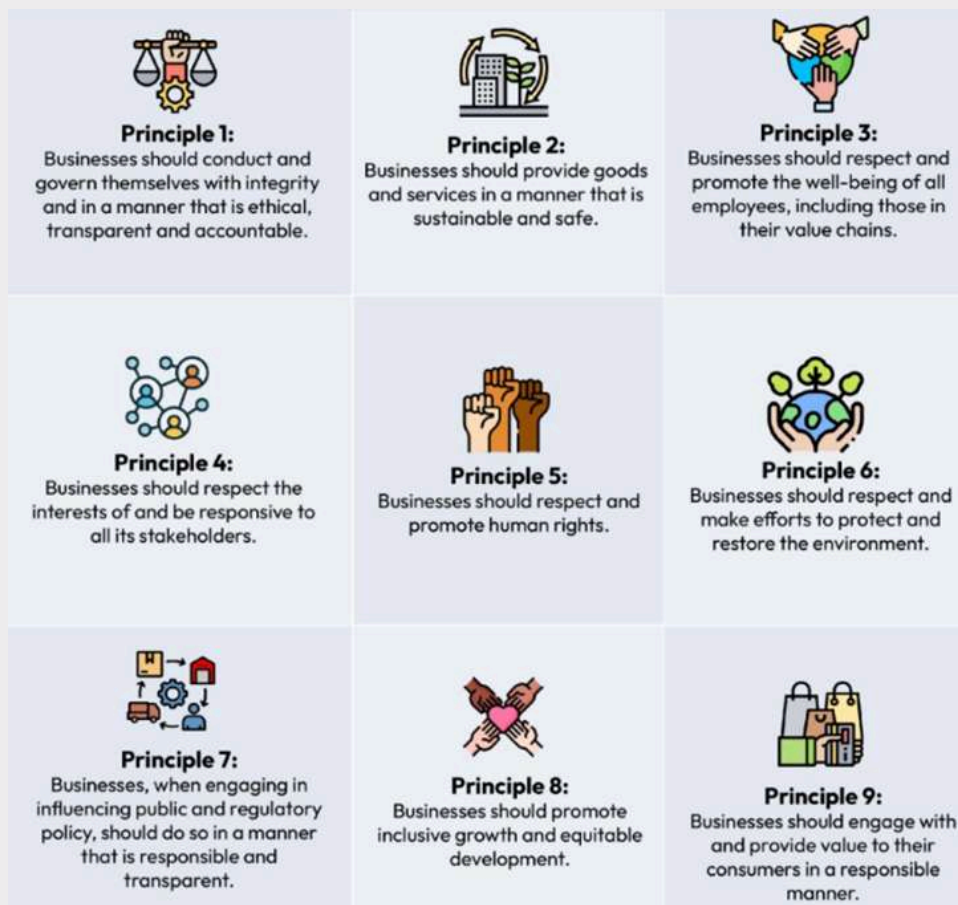 Principle 1:
Businesses should conduct and
govern themselves with integrity
and in a manner that is ethical,
transparent and accountable.
Principle 2:
Businesses should provide goods
and services in a manner that is
sustainable and safe.
Principle 3:
Businesses should respect and
promote the well-being of all
employees, including those in
their value chains.
Principle 4:
Businesses should respect the
interests of and be responsive to
all its stakeholders.
Principle 5:
Businesses should respect and
promote human rights.
Principle 6:
Businesses should respect and
make efforts to protect and
restore the environment.
Principle 7:
Businesses, when engaging in
influencing public and regulatory
policy, should do so in a manner
that is responsible and
transparent.
Principle 8:
Businesses should promote
inclusive growth and equitable
development.
Principle 9:
Businesses should engage with
and provide value to their
consumers in a responsible
manner.